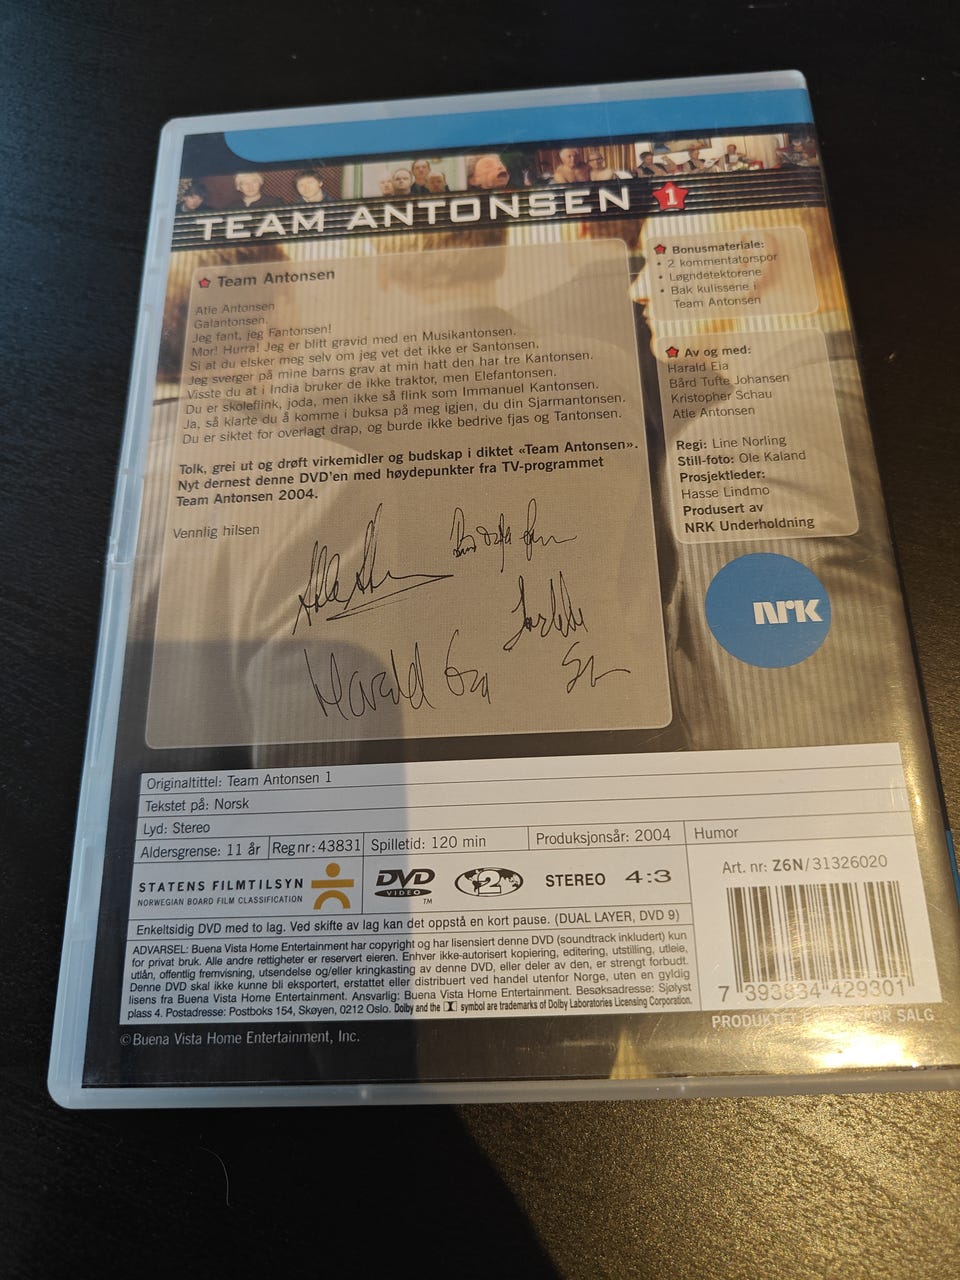 TEAM ANTONSEN 1
Team Antonsen
Atle Antonsen
Galantonsen.
Jeg fant, jeg Fantonsen!
Mor! Hurra! Jeg er blitt gravid med en Musikantonsen.
Si at du elsker meg selv om jeg vet det ikke er Santonsen.
Jeg sverger på mine barns grav at min hatt den har tre Kantonsen.
Visste du at i India bruker de ikke traktor, men Elefantonsen.
Du er skoleflink, joda, men ikke så flink som Immanuel Kantonsen.
Ja, så klarte du å komme i buksa på meg igjen, du din Sjarmantonsen.
Du er siktet for overlagt drap, og burde ikke bedrive fjas og Tantonsen.
Tolk, grei ut og drøft virkemidler og budskap i diktet «Team Antonsen».
Nyt dernest denne DVD'en med høydepunkter fra TV-programmet
Team Antonsen 2004.
Vennlig hilsen
Harald Eia
Bonusmateriale:
• 2 kommentatorspor
• Løgndetektorene
• Bak kulissene i
Team Antonsen
Av og med:
Harald Eia
Bård Tufte Johansen
Kristopher Schau
Atle Antonsen
Regi: Line Norling
Still-foto: Ole Kaland
Prosjektleder:
Hasse Lindmo
Produsert av
NRK Underholdning
NRK
Originaltittel: Team Antonsen 1
Tekstet på: Norsk
Lyd: Stereo
Aldersgrense: 11 år Reg nr: 43831 Spilletid: 120 min Produksjonsår: 2004 Humor
STATENS FILMTILSYN
NORWEGIAN BOARD FILM CLASSIFICATION
DVD
VIDEO
TM
2
STEREO 4:3
Enkeltsidig DVD med to lag. Ved skifte av lag kan det oppstå en kort pause. (DUAL LAYER, DVD 9)
ADVARSEL: Buena Vista Home Entertainment har copyright og har lisensiert denne DVD (soundtrack inkludert) kun
for privat bruk. Alle andre rettigheter er reservert eieren. Enhver ikke-autorisert kopiering, editering, utstilling, utleie,
utlån, offentlig fremvisning, utsendelse og/eller kringkasting av denne DVD, eller deler av den, er strengt forbudt.
Denne DVD skal ikke kunne bli eksportert, erstattet eller distribuert ved handel utenfor Norge, uten en gyldig
lisens fra Buena Vista Home Entertainment. Ansvarlig: Buena Vista Home Entertainment. Besøksadresse: Sjølyst
plass 4. Postadresse: Postboks 154, Skøyen, 0212 Oslo. Dolby and the symbol are trademarks of Dolby Laboratories Licensing Corporation.
Art. nr: Z6N/31326020
7 393834 429301
PRODUKTET SALG
©Buena Vista Home Entertainment, Inc.